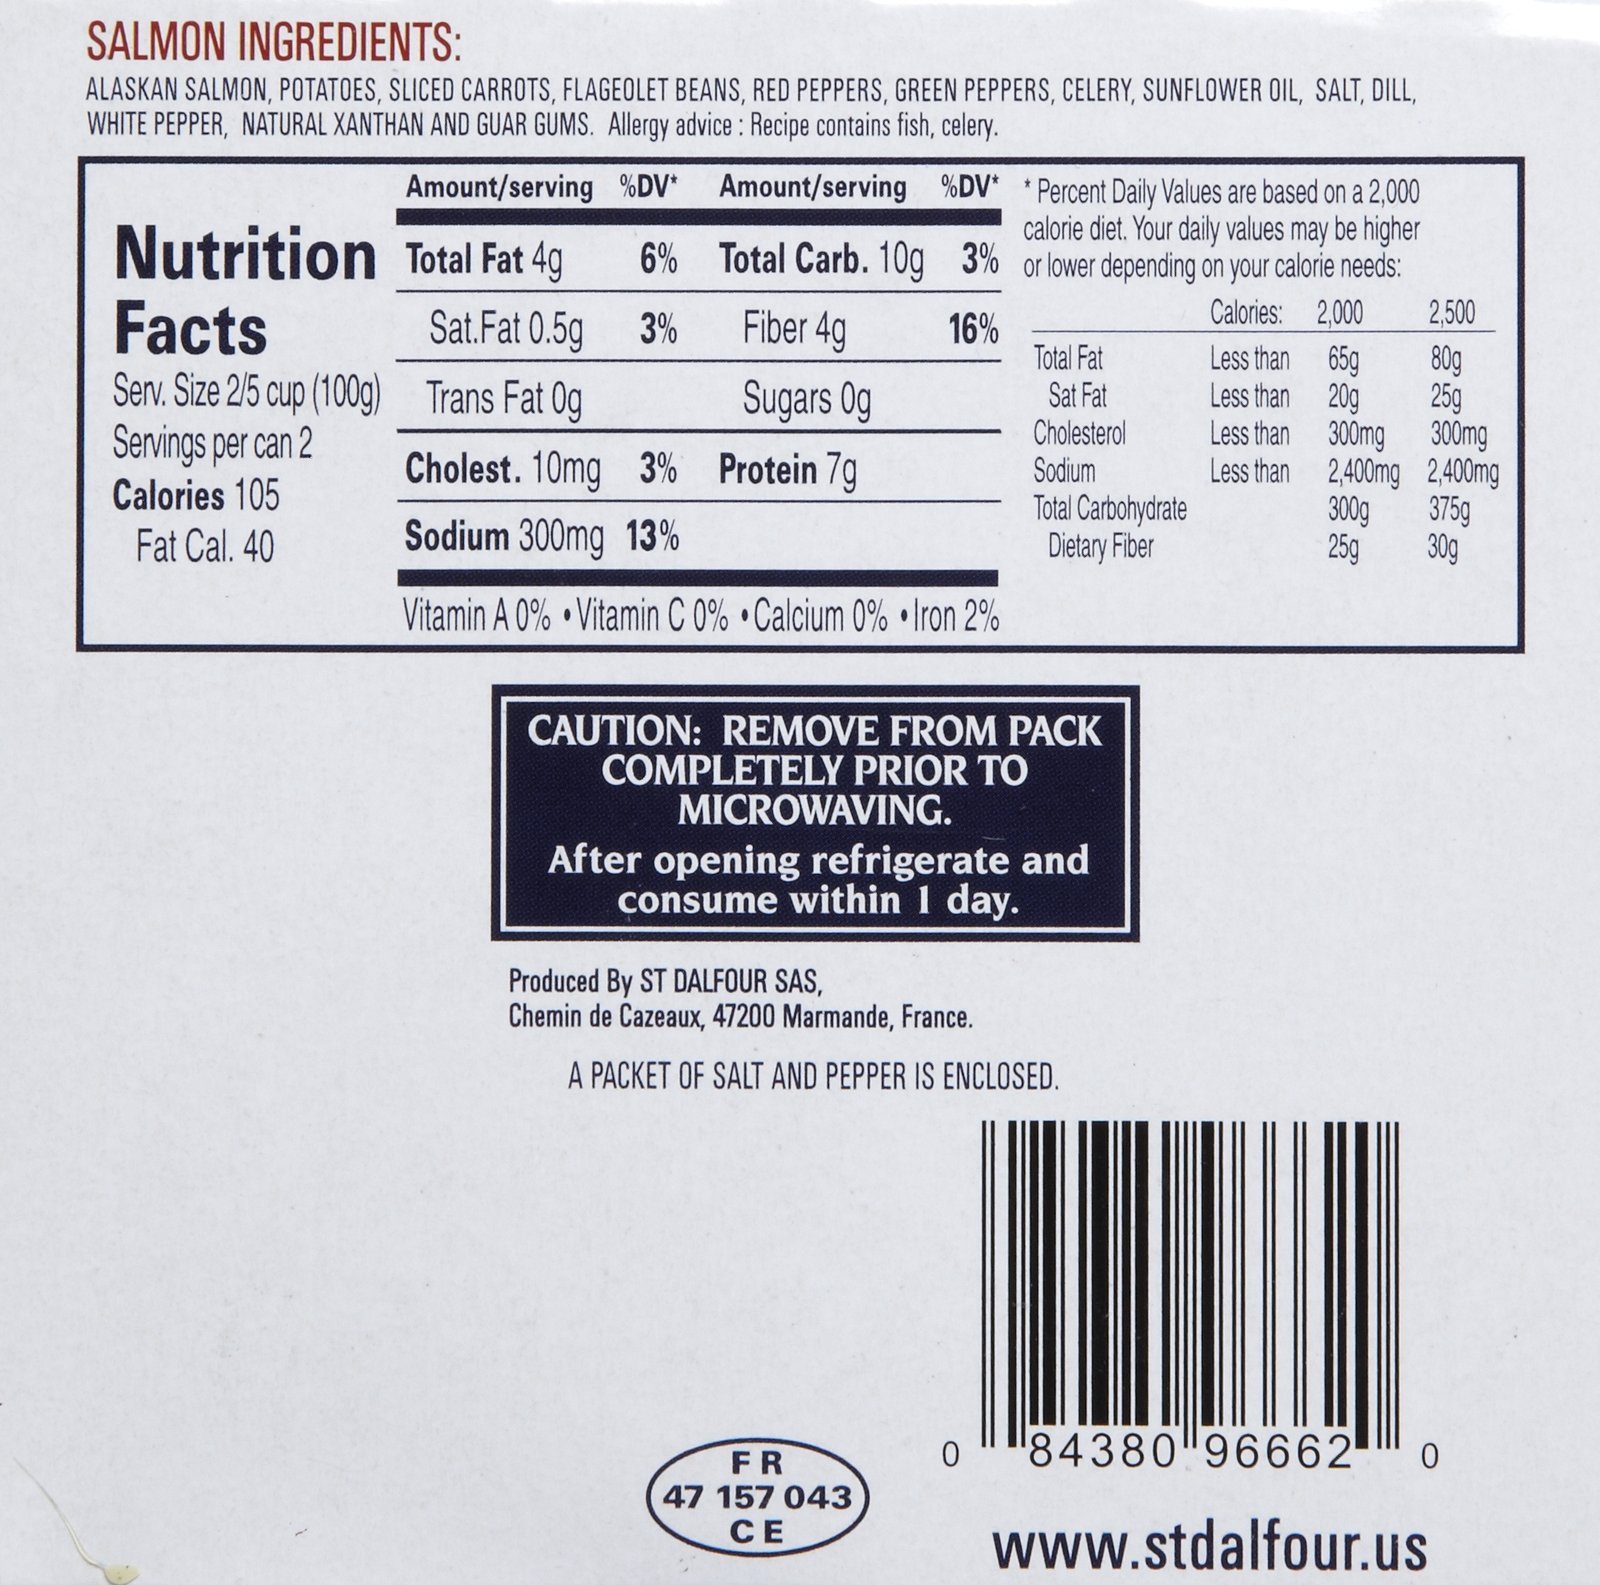 SALMON INGREDIENTS:
ALASKAN SALMON, POTATOES, SLICED CARROTS, FLAGEOLET BEANS, RED PEPPERS, GREEN PEPPERS, CELERY, SUNFLOWER OIL, SALT, DILL,
WHITE PEPPER, NATURAL XANTHAN AND GUAR GUMS. Allergy advice : Recipe contains fish, celery.
Nutrition
Facts
Serv. Size 2/5 cup (100g)
Servings per can 2
Calories 105
Fat Cal. 40
Amount/serving %DV* Amount/serving %DV*
Total Fat 4g 6% Total Carb. 10g 3%
Sat.Fat 0.5g 3% Fiber 4g 16%
Trans Fat 0g Sugars 0g
Cholest. 10mg 3% Protein 7g
Sodium 300mg 13%
Vitamin A 0% • Vitamin C 0% • Calcium 0% • Iron 2%
* Percent Daily Values are based on a 2,000
calorie diet. Your daily values may be higher
or lower depending on your calorie needs:
Calories: 2,000 2,500
Total Fat Less than 65g 80g
Sat Fat Less than 20g 25g
Cholesterol Less than 300mg 300mg
Sodium Less than 2,400mg 2,400mg
Total Carbohydrate 300g 375g
Dietary Fiber 25g 30g
CAUTION: REMOVE FROM PACK
COMPLETELY PRIOR TO
MICROWAVING.
After opening refrigerate and
consume within 1 day.
Produced By ST DALFOUR SAS,
Chemin de Cazeaux, 47200 Marmande, France.
A PACKET OF SALT AND PEPPER IS ENCLOSED.
0 84380 96662 0
FR
47 157 043
CE
www.stdalfour.us